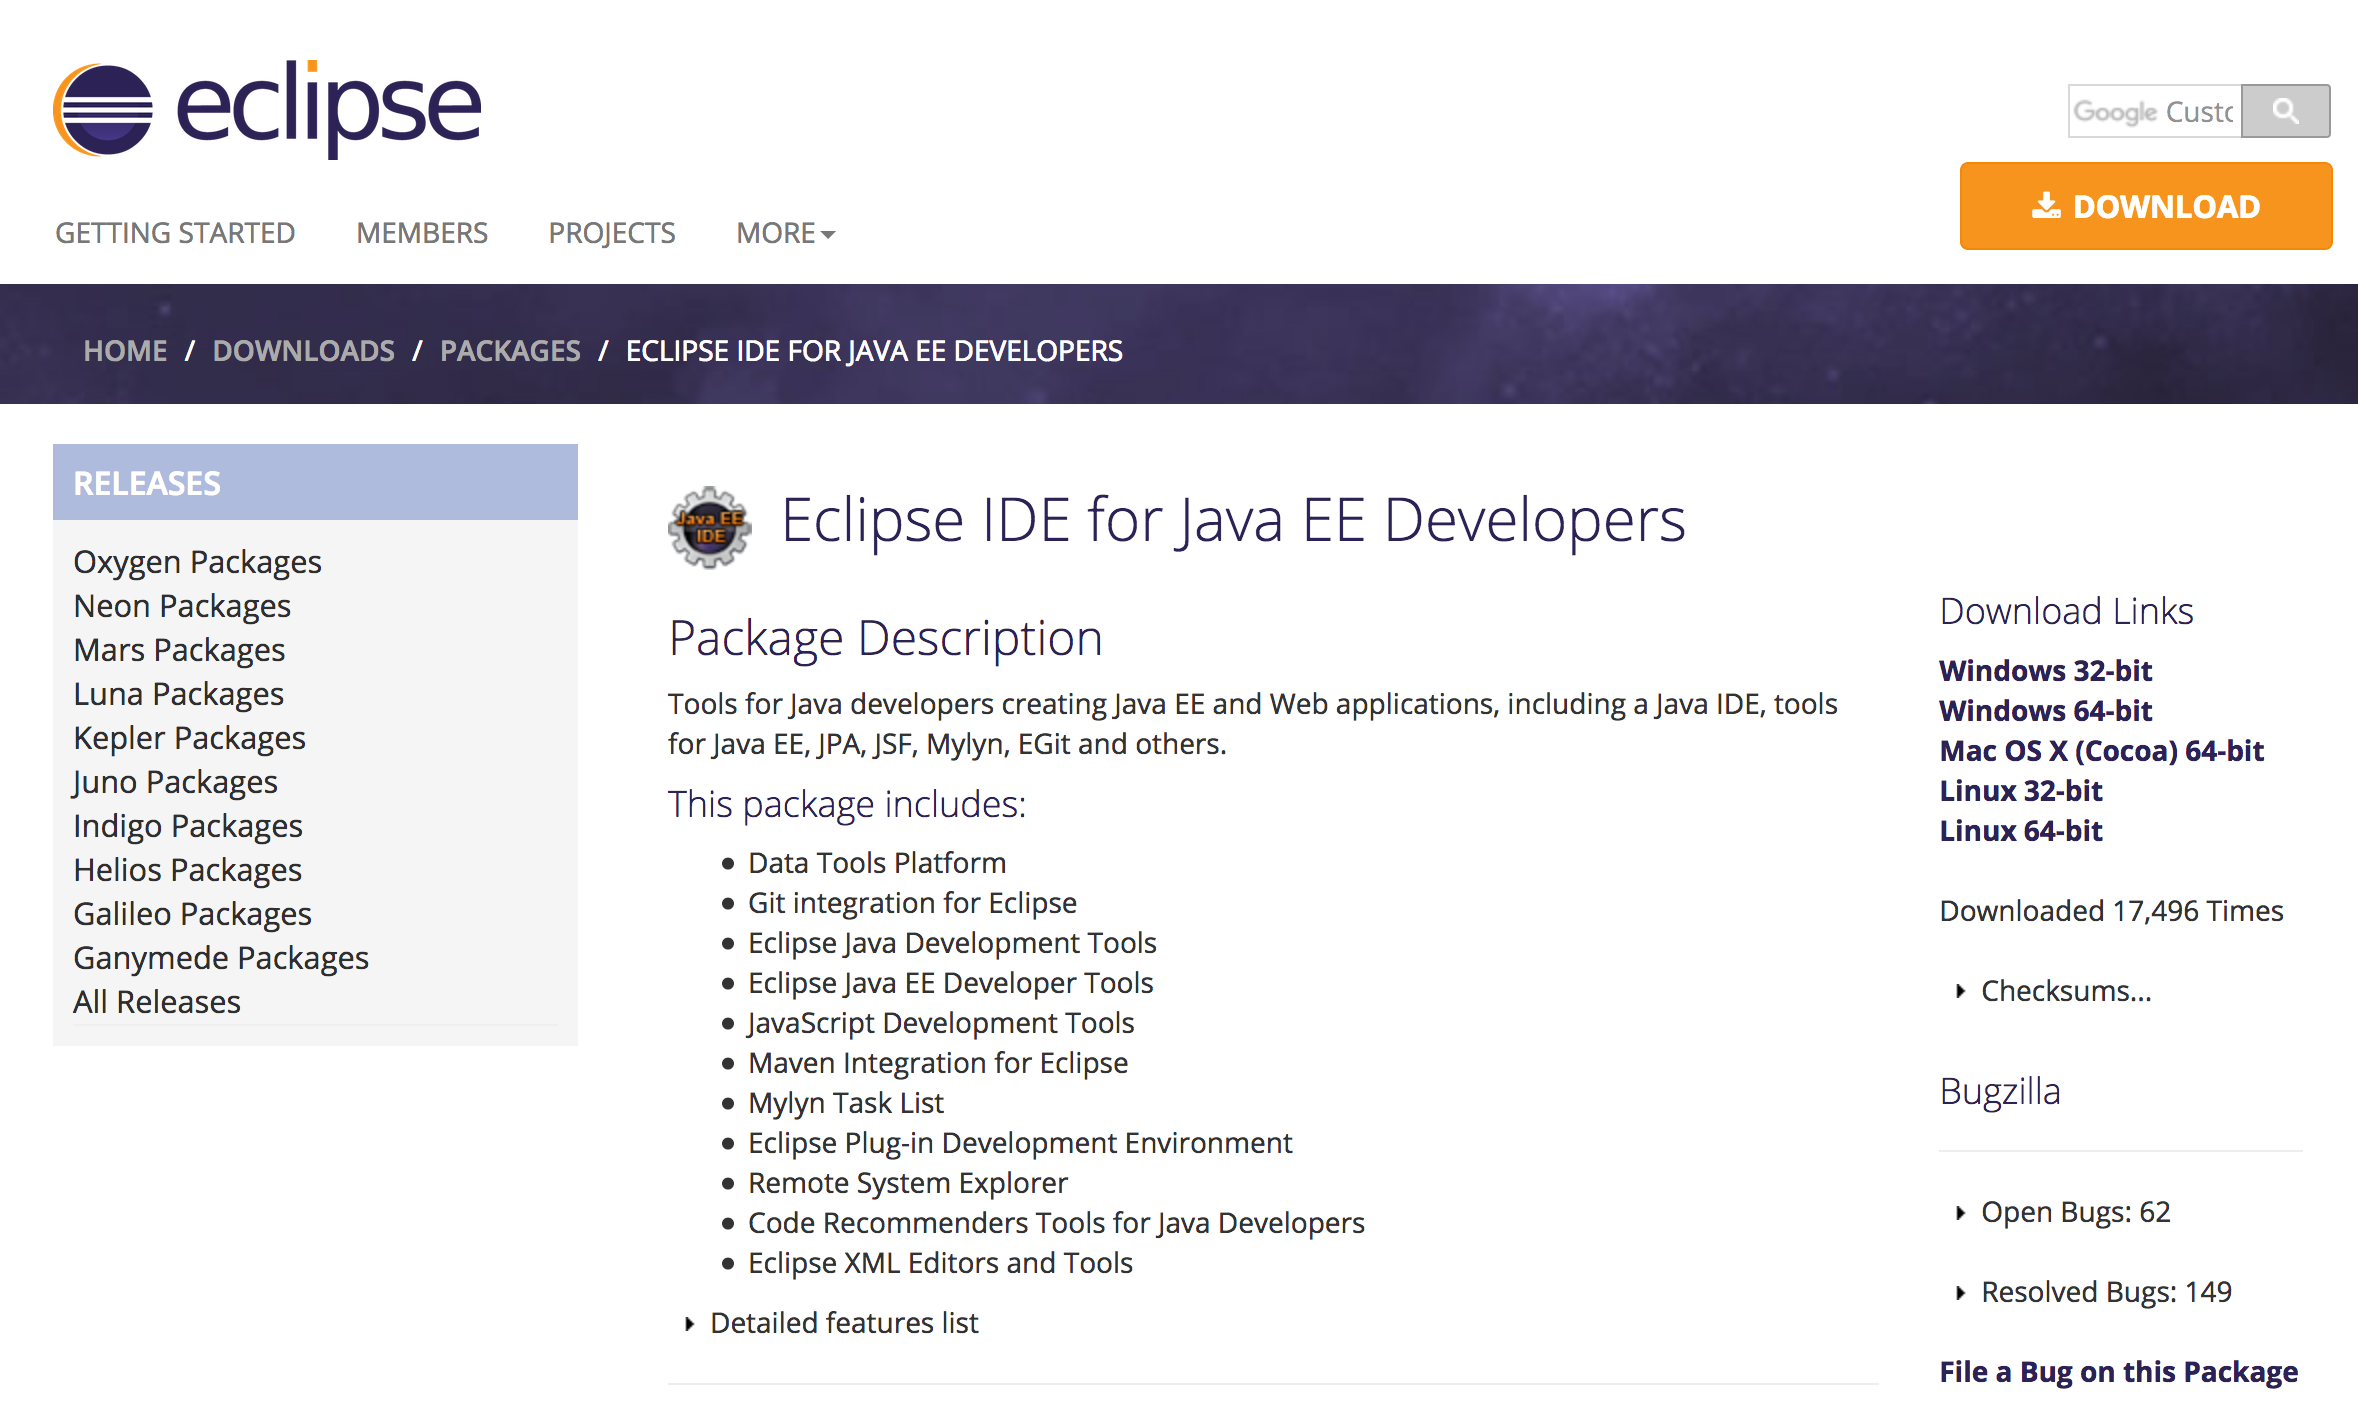 eclipse
Google Custo
DOWNLOAD
GETTING STARTED MEMBERS PROJECTS MORE
HOME / DOWNLOADS / PACKAGES / ECLIPSE IDE FOR JAVA EE DEVELOPERS
RELEASES
Oxygen Packages
Neon Packages
Mars Packages
Luna Packages
Kepler Packages
Juno Packages
Indigo Packages
Helios Packages
Galileo Packages
Ganymede Packages
All Releases
Java EE
IDE
Eclipse IDE for Java EE Developers
Package Description
Tools for Java developers creating Java EE and Web applications, including a Java IDE, tools
for Java EE, JPA, JSF, Mylyn, EGit and others.
This package includes:
Data Tools Platform
Git integration for Eclipse
Eclipse Java Development Tools
Eclipse Java EE Developer Tools
JavaScript Development Tools
Maven Integration for Eclipse
Mylyn Task List
Eclipse Plug-in Development Environment
Remote System Explorer
Code Recommenders Tools for Java Developers
Eclipse XML Editors and Tools
Detailed features list
Download Links
Windows 32-bit
Windows 64-bit
Mac OS X (Cocoa) 64-bit
Linux 32-bit
Linux 64-bit
Downloaded 17,496 Times
Checksums...
Bugzilla
Open Bugs: 62
Resolved Bugs: 149
File a Bug on this Package